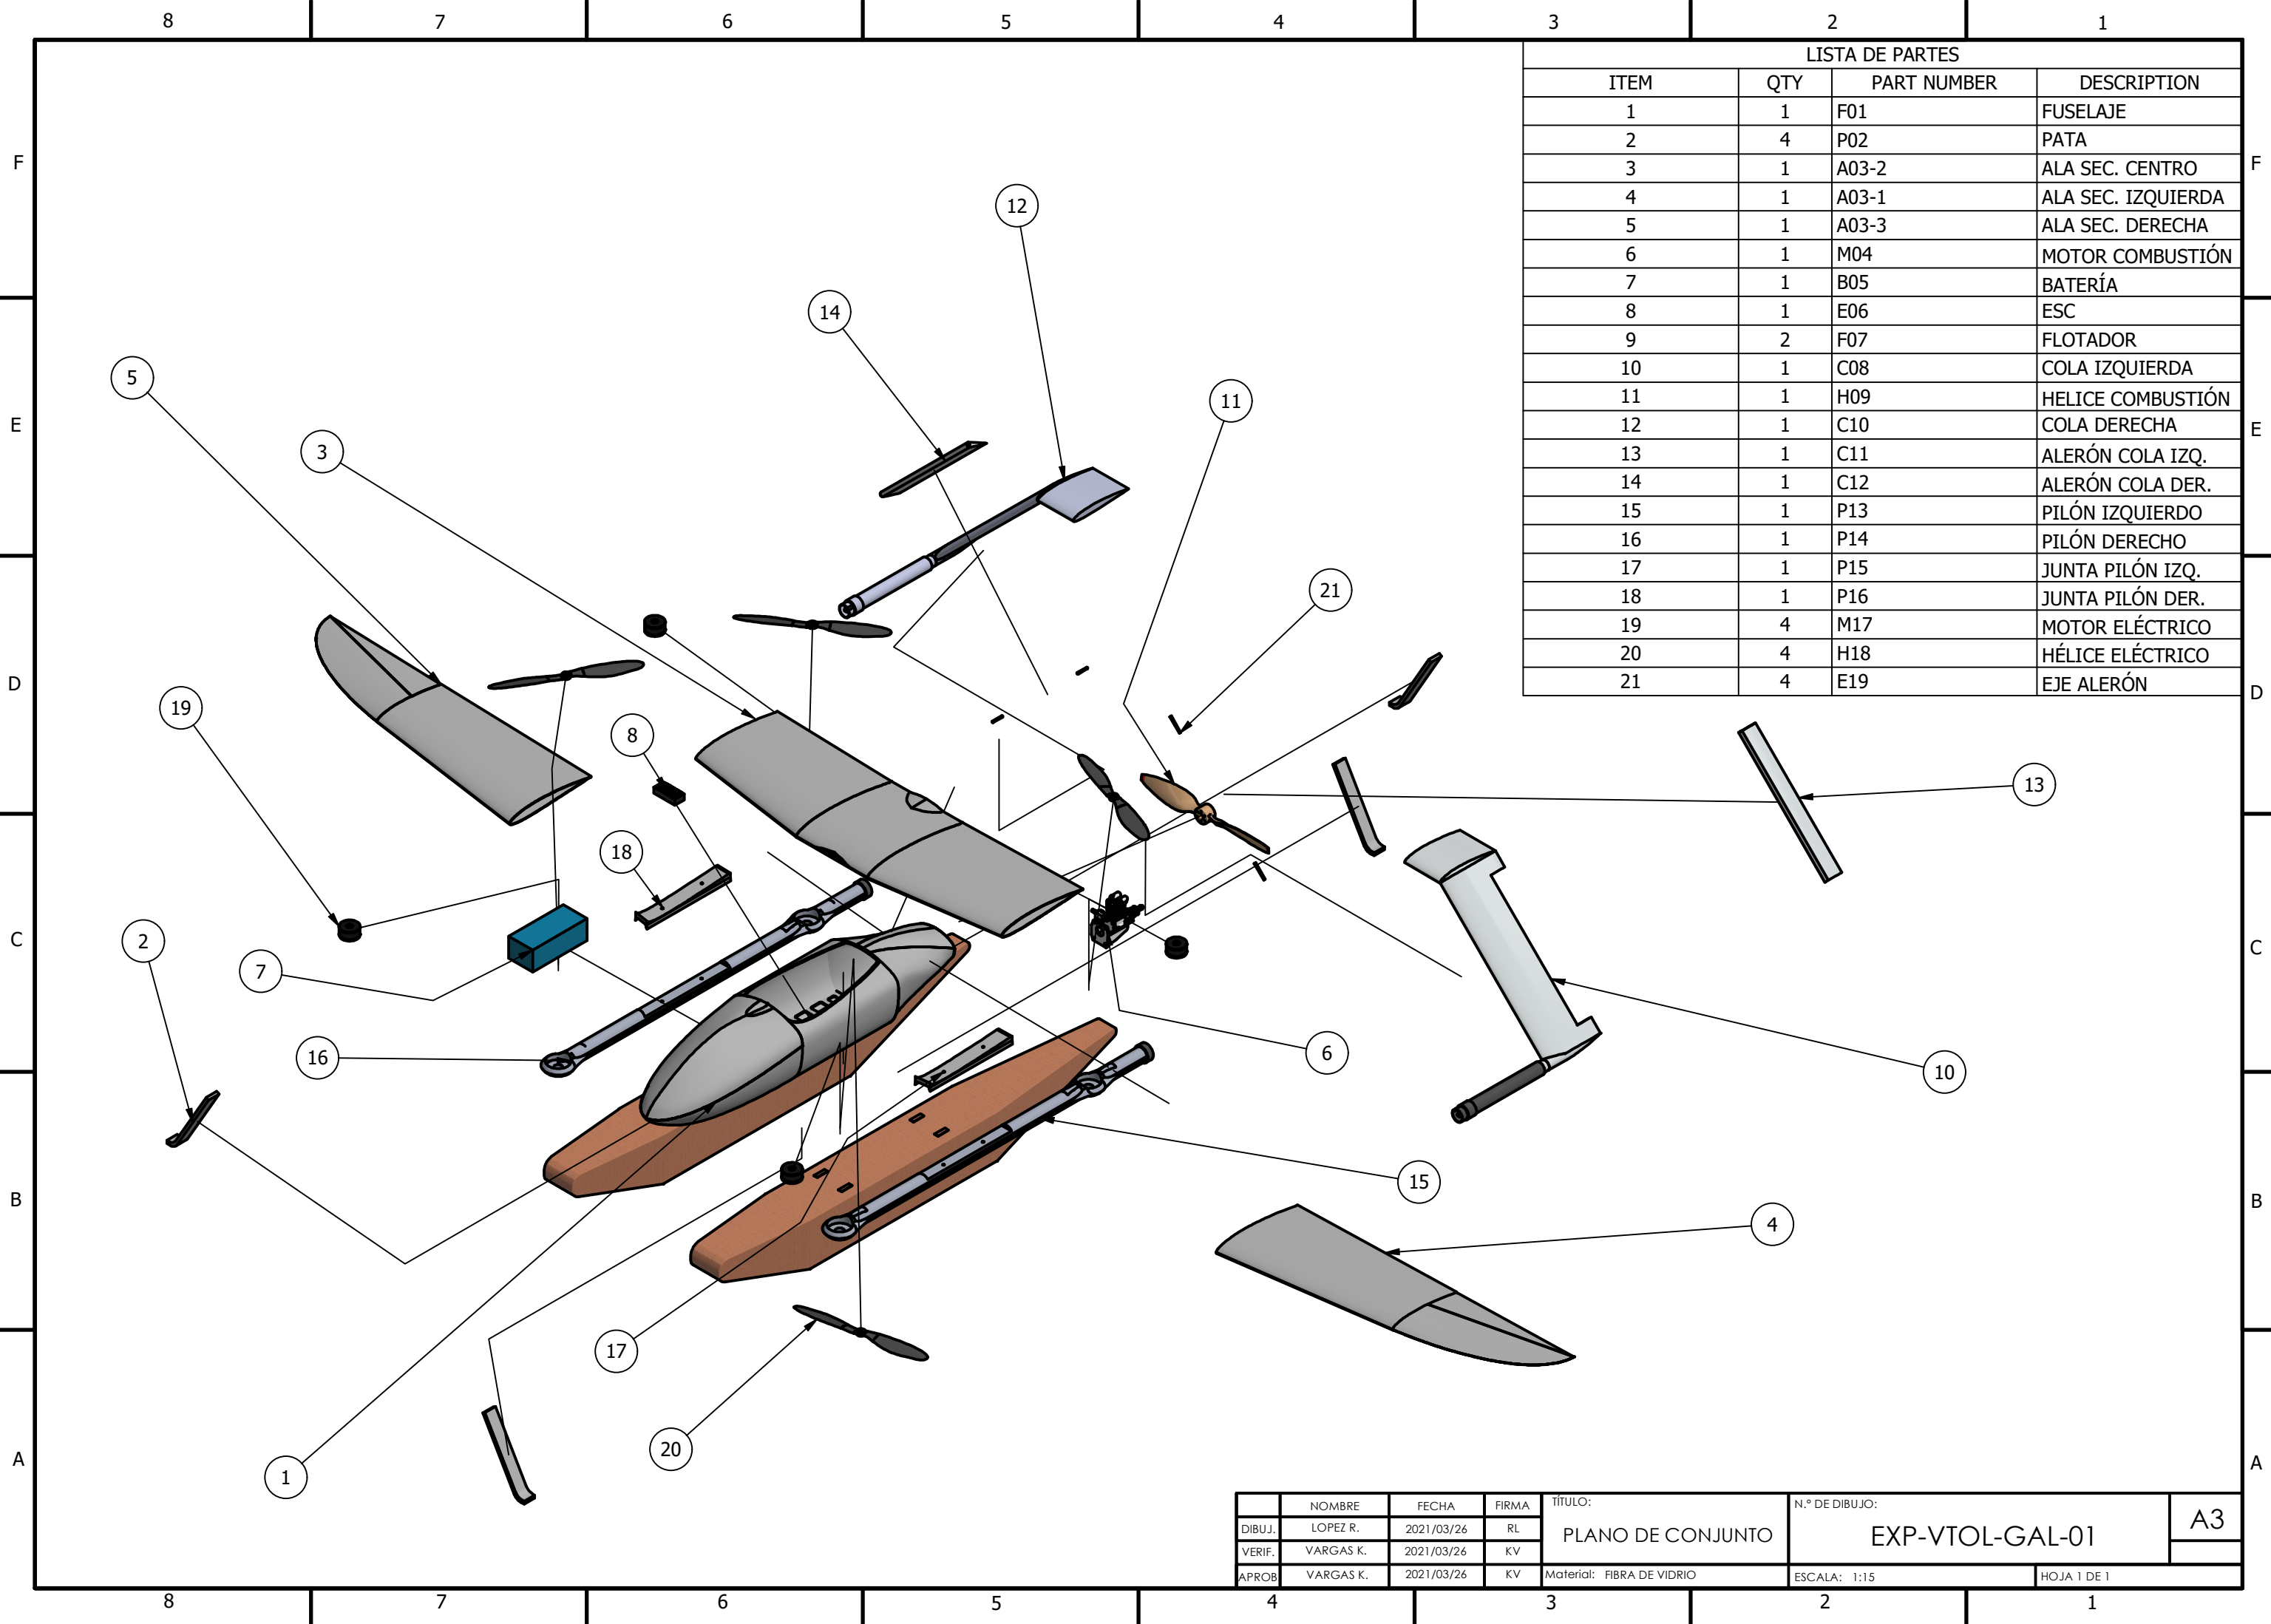 8 7 6 5 4 3 2 1
LISTA DE PARTES
ITEM QTY PART NUMBER DESCRIPTION
1 1 F01 FUSELAJE
2 4 P02 PATA
3 1 A03-2 ALA SEC. CENTRO
4 1 A03-1 ALA SEC. IZQUIERDA
5 1 A03-3 ALA SEC. DERECHA
6 1 M04 MOTOR COMBUSTIÓN
7 1 B05 BATERÍA
8 1 E06 ESC
9 2 F07 FLOTADOR
10 1 C08 COLA IZQUIERDA
11 1 H09 HELICE COMBUSTIÓN
12 1 C10 COLA DERECHA
13 1 C11 ALERÓN COLA IZQ.
14 1 C12 ALERÓN COLA DER.
15 1 P13 PILÓN IZQUIERDO
16 1 P14 PILÓN DERECHO
17 1 P15 JUNTA PILÓN IZQ.
18 1 P16 JUNTA PILÓN DER.
19 4 M17 MOTOR ELÉCTRICO
20 4 H18 HÉLICE ELÉCTRICO
21 4 E19 EJE ALERÓN
F F
E E
D D
C C
B B
A A
12
14
5
11
3
21
19
8
13
18
2
7
16
6
10
15
4
17
20
1
NOMBRE FECHA FIRMA
DIBUJ. LOPEZ R. 2021/03/26 RL
VERIF. VARGAS K. 2021/03/26 KV
APROB VARGAS K. 2021/03/26 KV
TÍTULO:
PLANO DE CONJUNTO
Material: FIBRA DE VIDRIO
N.º DE DIBUJO:
EXP-VTOL-GAL-01
A3
ESCALA: 1:15
HOJA 1 DE 1
8 7 6 5 4 3 2 1